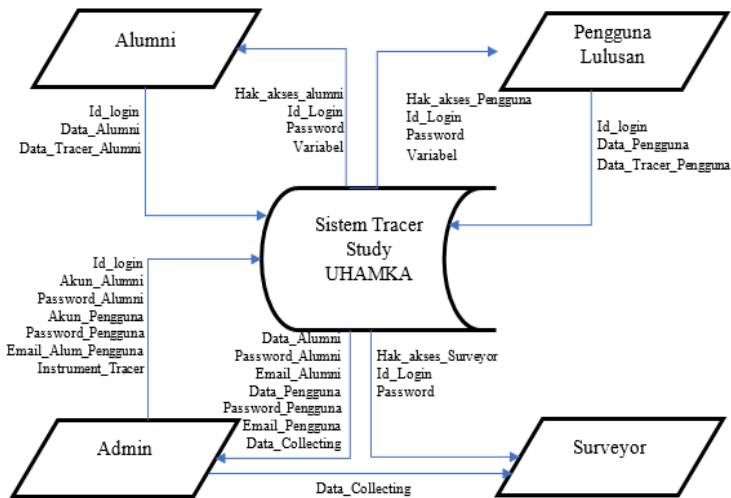 Alumni
Pengguna
Lulusan
Id_login
Data_Alumni
Data_Tracer_Alumni
Hak_akses_alumni
Id_Login
Password
Variabel
Hak_akses_Pengguna
Id_Login
Password
Variabel
Id_login
Data_Pengguna
Data_Tracer_Pengguna
Sistem Tracer
Study
UHAMKA
Id_login
Akun_Alumni
Password_Alumni
Akun_Pengguna
Password_Pengguna
Email_Alum_Pengguna
Instrument_Tracer
Data_Alumni
Password_Alumni
Email_Alumni
Data_Pengguna
Password_Pengguna
Email_Pengguna
Data_Collecting
Hak_akses_Surveyor
Id_Login
Password
Admin
Surveyor
Data_Collecting